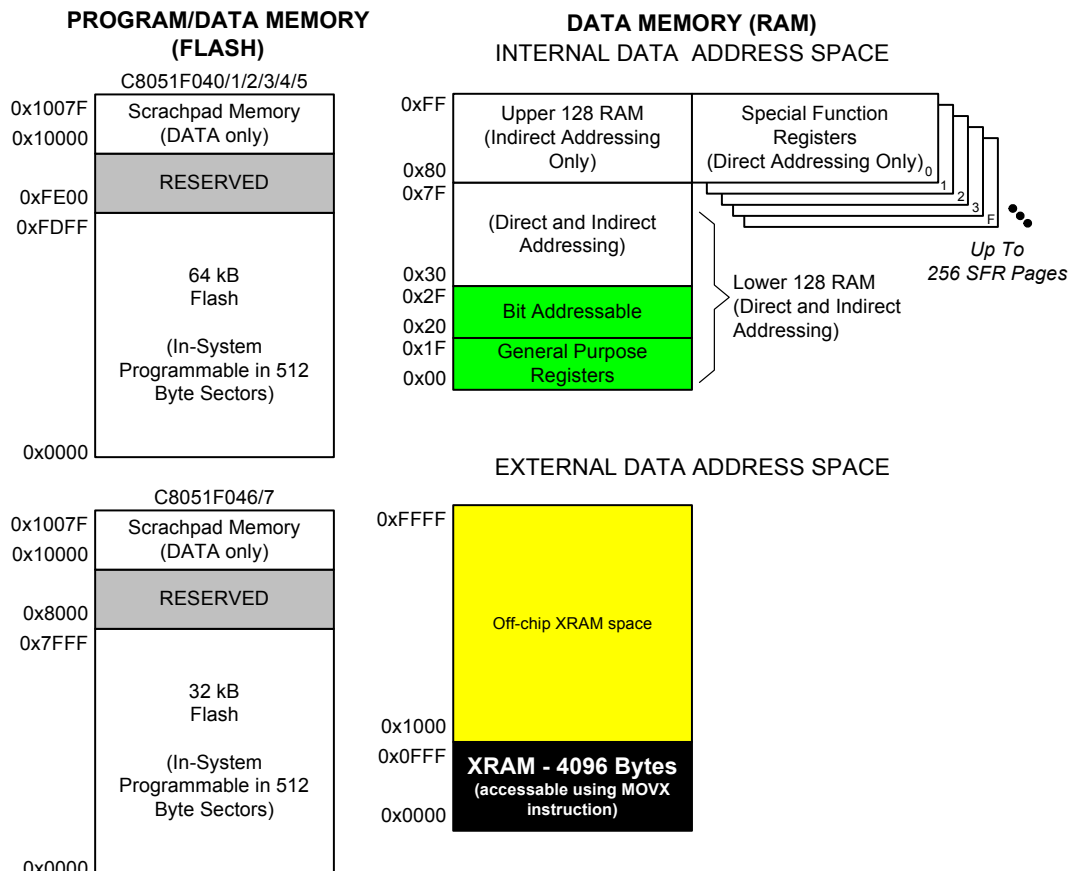 PROGRAM/DATA MEMORY
(FLASH)
C8051F040/1/2/3/4/5
0x1007F
0x10000
Scrachpad Memory
(DATA only)
RESERVED
0xFE00
0xFDFF
64 kB
Flash
(In-System
Programmable in 512
Byte Sectors)
0x0000
C8051F046/7
0x1007F
0x10000
Scrachpad Memory
(DATA only)
RESERVED
0x8000
0x7FFF
32 kB
Flash
(In-System
Programmable in 512
Byte Sectors)
0x0000
DATA MEMORY (RAM)
INTERNAL DATA ADDRESS SPACE
0xFF
Upper 128 RAM
(Indirect Addressing
Only)
0x80
Special Function
Registers
(Direct Addressing Only)
0
1
2
3
F
Up To
256 SFR Pages
0x7F
(Direct and Indirect
Addressing)
0x30
0x2F
Bit Addressable
0x20
0x1F
General Purpose
Registers
0x00
Lower 128 RAM
(Direct and Indirect
Addressing)
EXTERNAL DATA ADDRESS SPACE
0xFFFF
Off-chip XRAM space
0x1000
0x0FFF
XRAM - 4096 Bytes
(accessable using MOVX
instruction)
0x0000